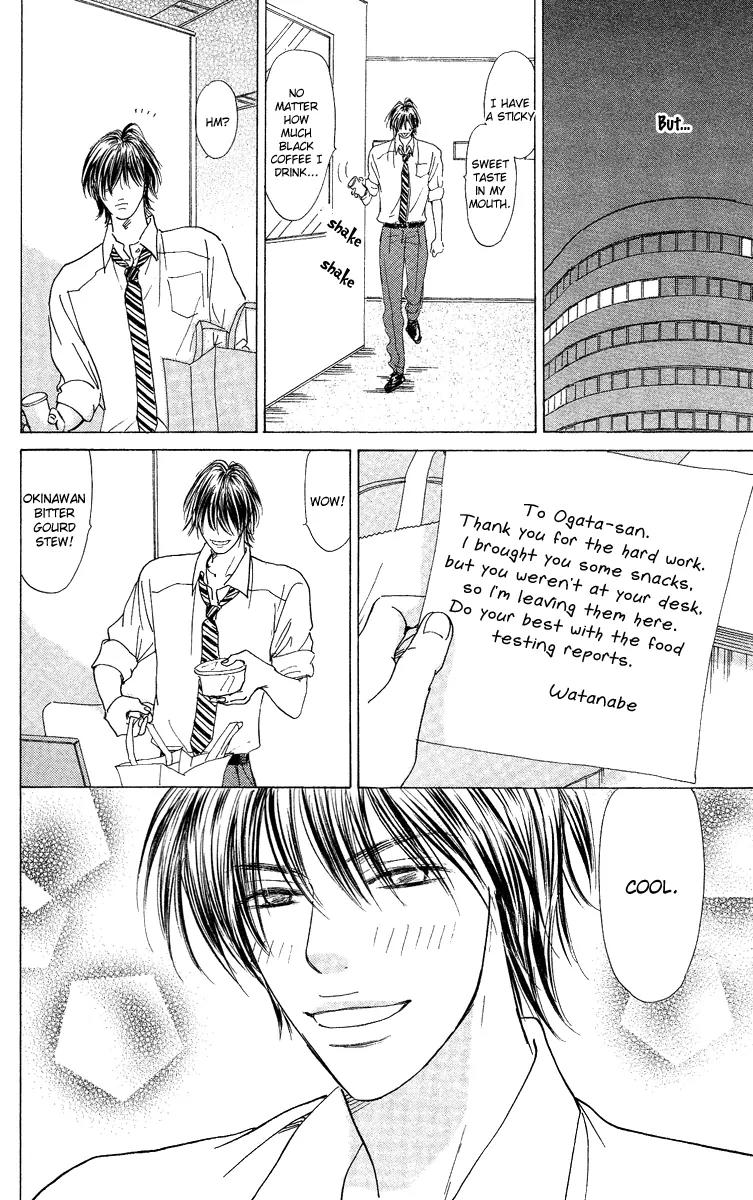 But...
I HAVE
A STICKY
SWEET
TASTE
IN MY
MOUTH.
NO
MATTER
HOW
MUCH
BLACK
COFFEE I
DRINK...
shake
shake
HM?
To Ogata-san.
Thank you for the hard work.
I brought you some snacks,
but you weren't at your desk,
so I'm leaving them here.
Do your best with the food
testing reports.
Watanabe
WOW!
OKINAWAN
BITTER
GOURD
STEW!
COOL.